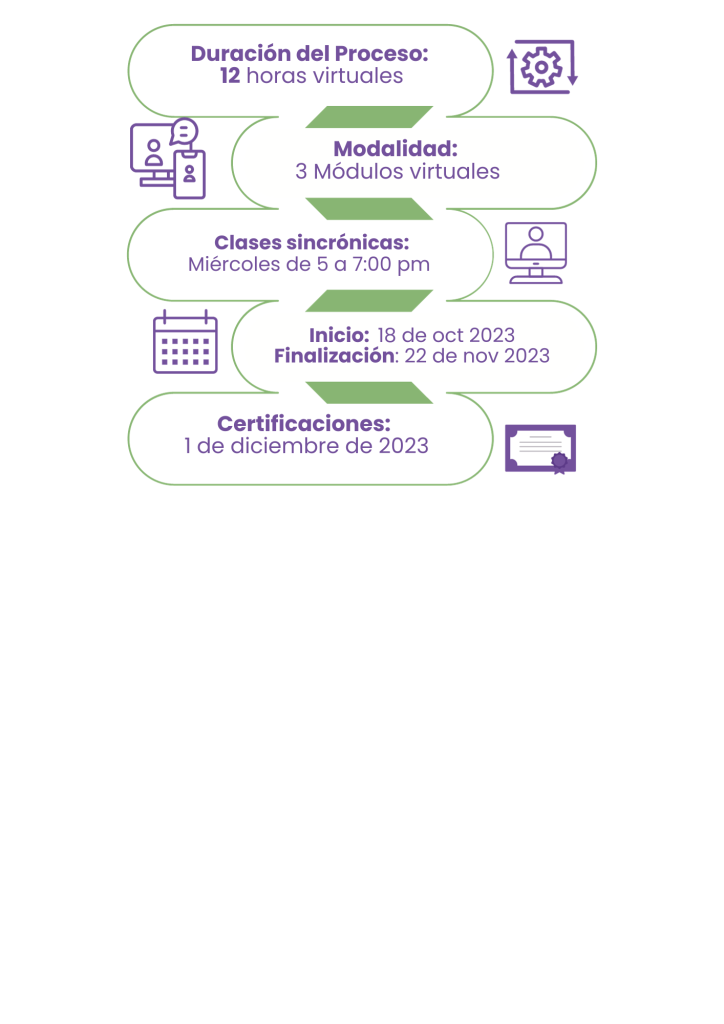 Duración del Proceso:
12 horas virtuales
Modalidad:
3 Módulos virtuales
Clases sincrónicas:
Miércoles de 5 a 7:00 pm
Inicio: 18 de oct 2023
Finalización: 22 de nov 2023
Certificaciones:
1 de diciembre de 2023